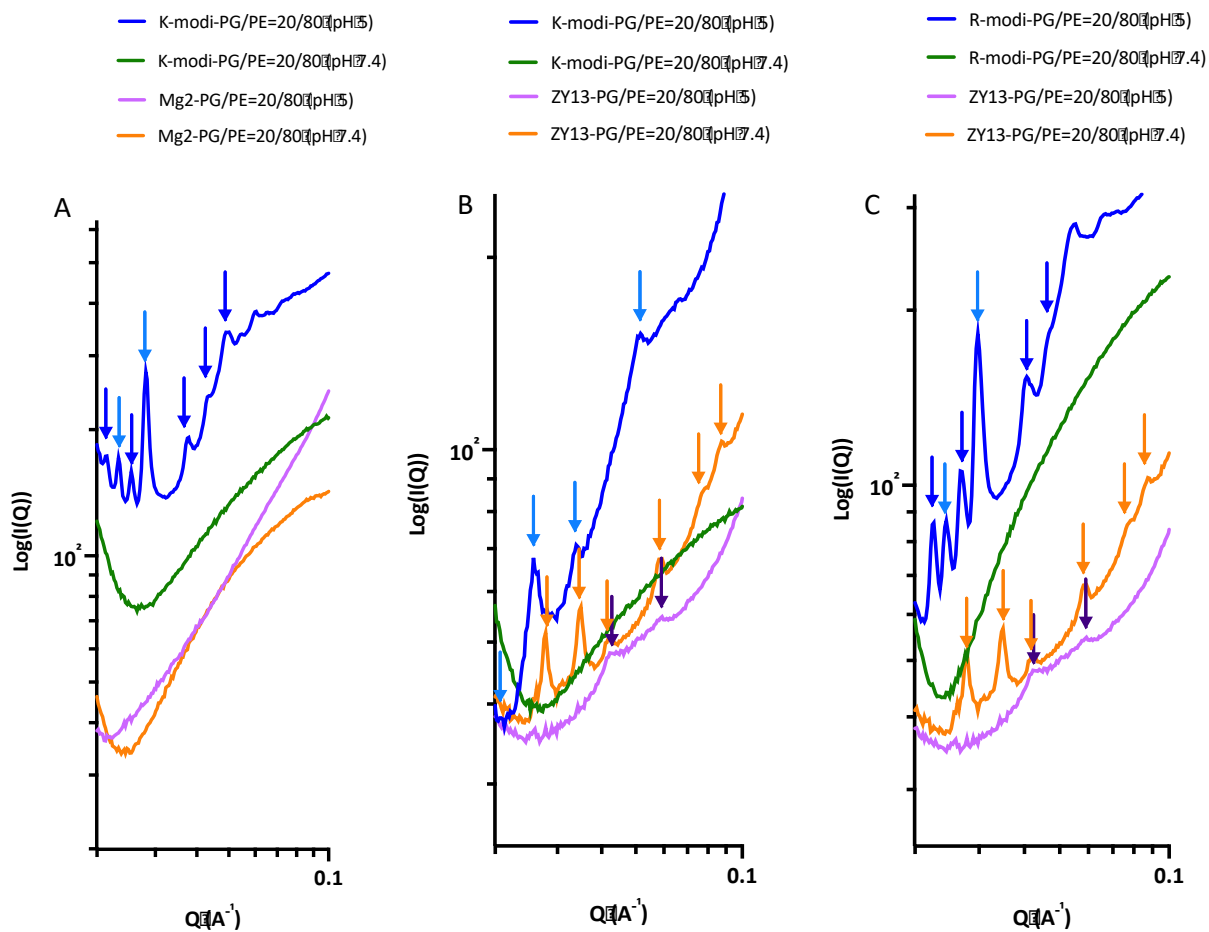 K-modi-PG/PE=20/80 (pH 5)
K-modi-PG/PE=20/80 (pH 7.4)
Mg2-PG/PE=20/80 (pH 5)
Mg2-PG/PE=20/80 (pH 7.4)
K-modi-PG/PE=20/80 (pH 5)
K-modi-PG/PE=20/80 (pH 7.4)
ZY13-PG/PE=20/80 (pH 5)
ZY13-PG/PE=20/80 (pH 7.4)
R-modi-PG/PE=20/80 (pH 5)
R-modi-PG/PE=20/80 (pH 7.4)
ZY13-PG/PE=20/80 (pH 5)
ZY13-PG/PE=20/80 (pH 7.4)
A
Log(I(Q))
10²
0.1
Q (A⁻¹)
B
Log(I(Q))
10²
0.1
Q (A⁻¹)
C
Log(I(Q))
10²
0.1
Q (A⁻¹)